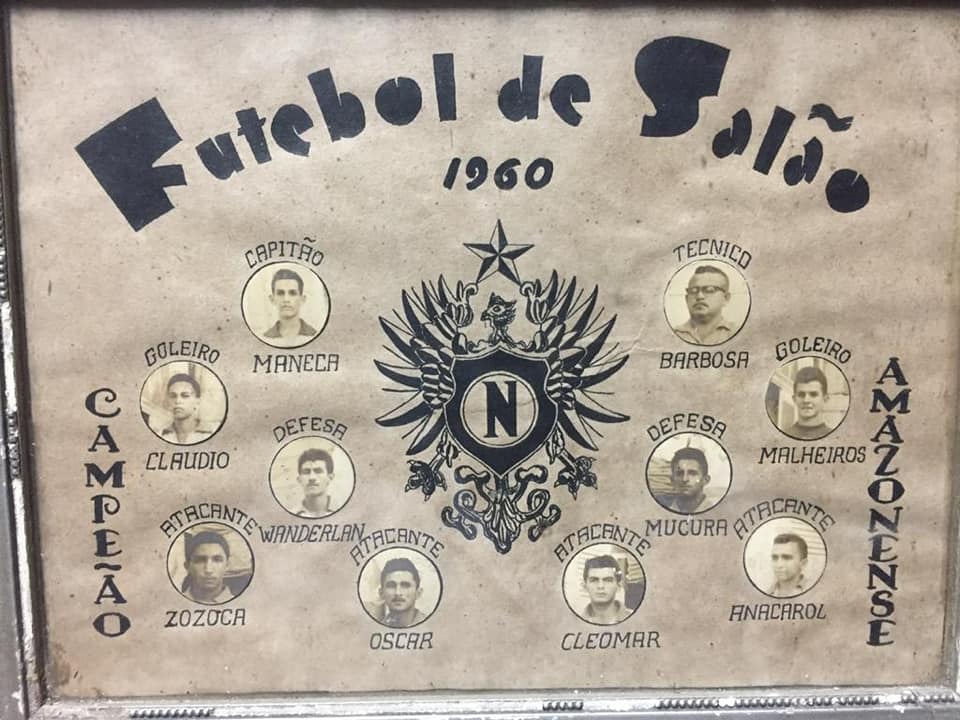 Futebol de Salão
1960
CAPITÃO
MANECA
TECNICO
BARBOSA
GOLEIRO
CLAUDIO
GOLEIRO
MALHEIROS
N
DEFESA
WANDERLAN
DEFESA
MUCURA
ATACANTE
ZOZOCA
ATACANTE
OSCAR
ATACANTE
CLEOMAR
ATACANTE
ANACAROL
CAMPEÃO
AMAZONENSE